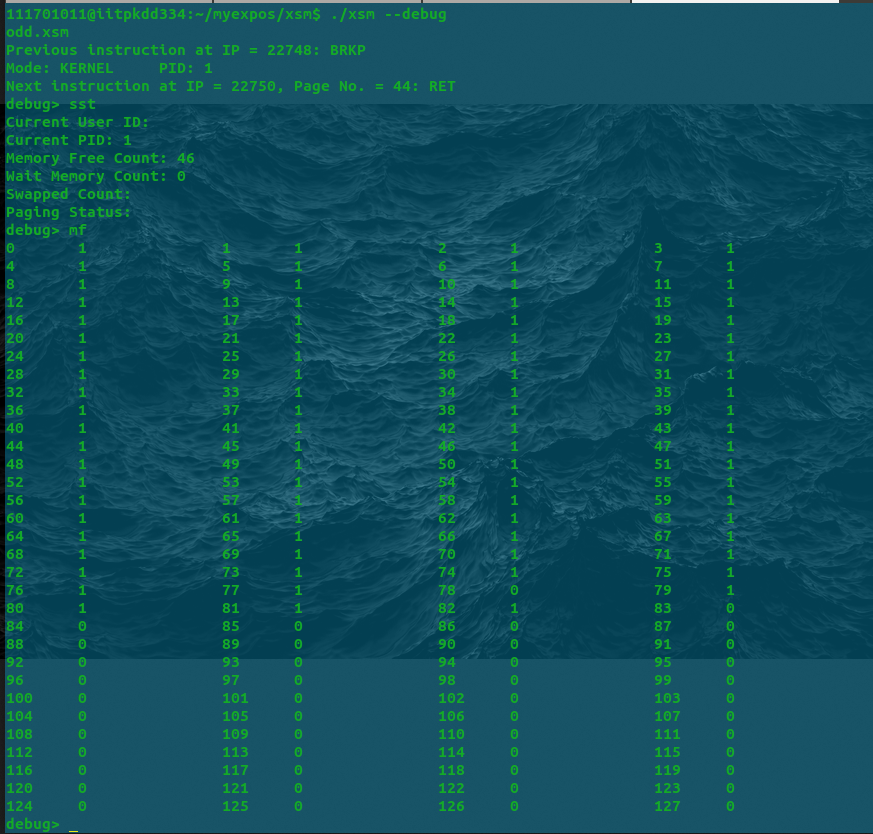 111701011@iitpkdd334:~/myexpos/xsm$ ./xsm --debug
odd.xsm
Previous instruction at IP = 22748: BRKP
Mode: KERNEL     PID: 1
Next instruction at IP = 22750, Page No. = 44: RET
debug> sst
Current User ID:
Current PID: 1
Memory Free Count: 46
Wait Memory Count: 0
Swapped Count:
Paging Status:
debug> mf
0       1               1       1               2       1               3       1
4       1               5       1               6       1               7       1
8       1               9       1               10      1               11      1
12      1               13      1               14      1               15      1
16      1               17      1               18      1               19      1
20      1               21      1               22      1               23      1
24      1               25      1               26      1               27      1
28      1               29      1               30      1               31      1
32      1               33      1               34      1               35      1
36      1               37      1               38      1               39      1
40      1               41      1               42      1               43      1
44      1               45      1               46      1               47      1
48      1               49      1               50      1               51      1
52      1               53      1               54      1               55      1
56      1               57      1               58      1               59      1
60      1               61      1               62      1               63      1
64      1               65      1               66      1               67      1
68      1               69      1               70      1               71      1
72      1               73      1               74      1               75      1
76      1               77      1               78      0               79      1
80      1               81      1               82      1               83      0
84      0               85      0               86      0               87      0
88      0               89      0               90      0               91      0
92      0               93      0               94      0               95      0
96      0               97      0               98      0               99      0
100     0               101     0               102     0               103     0
104     0               105     0               106     0               107     0
108     0               109     0               110     0               111     0
112     0               113     0               114     0               115     0
116     0               117     0               118     0               119     0
120     0               121     0               122     0               123     0
124     0               125     0               126     0               127     0
debug> _